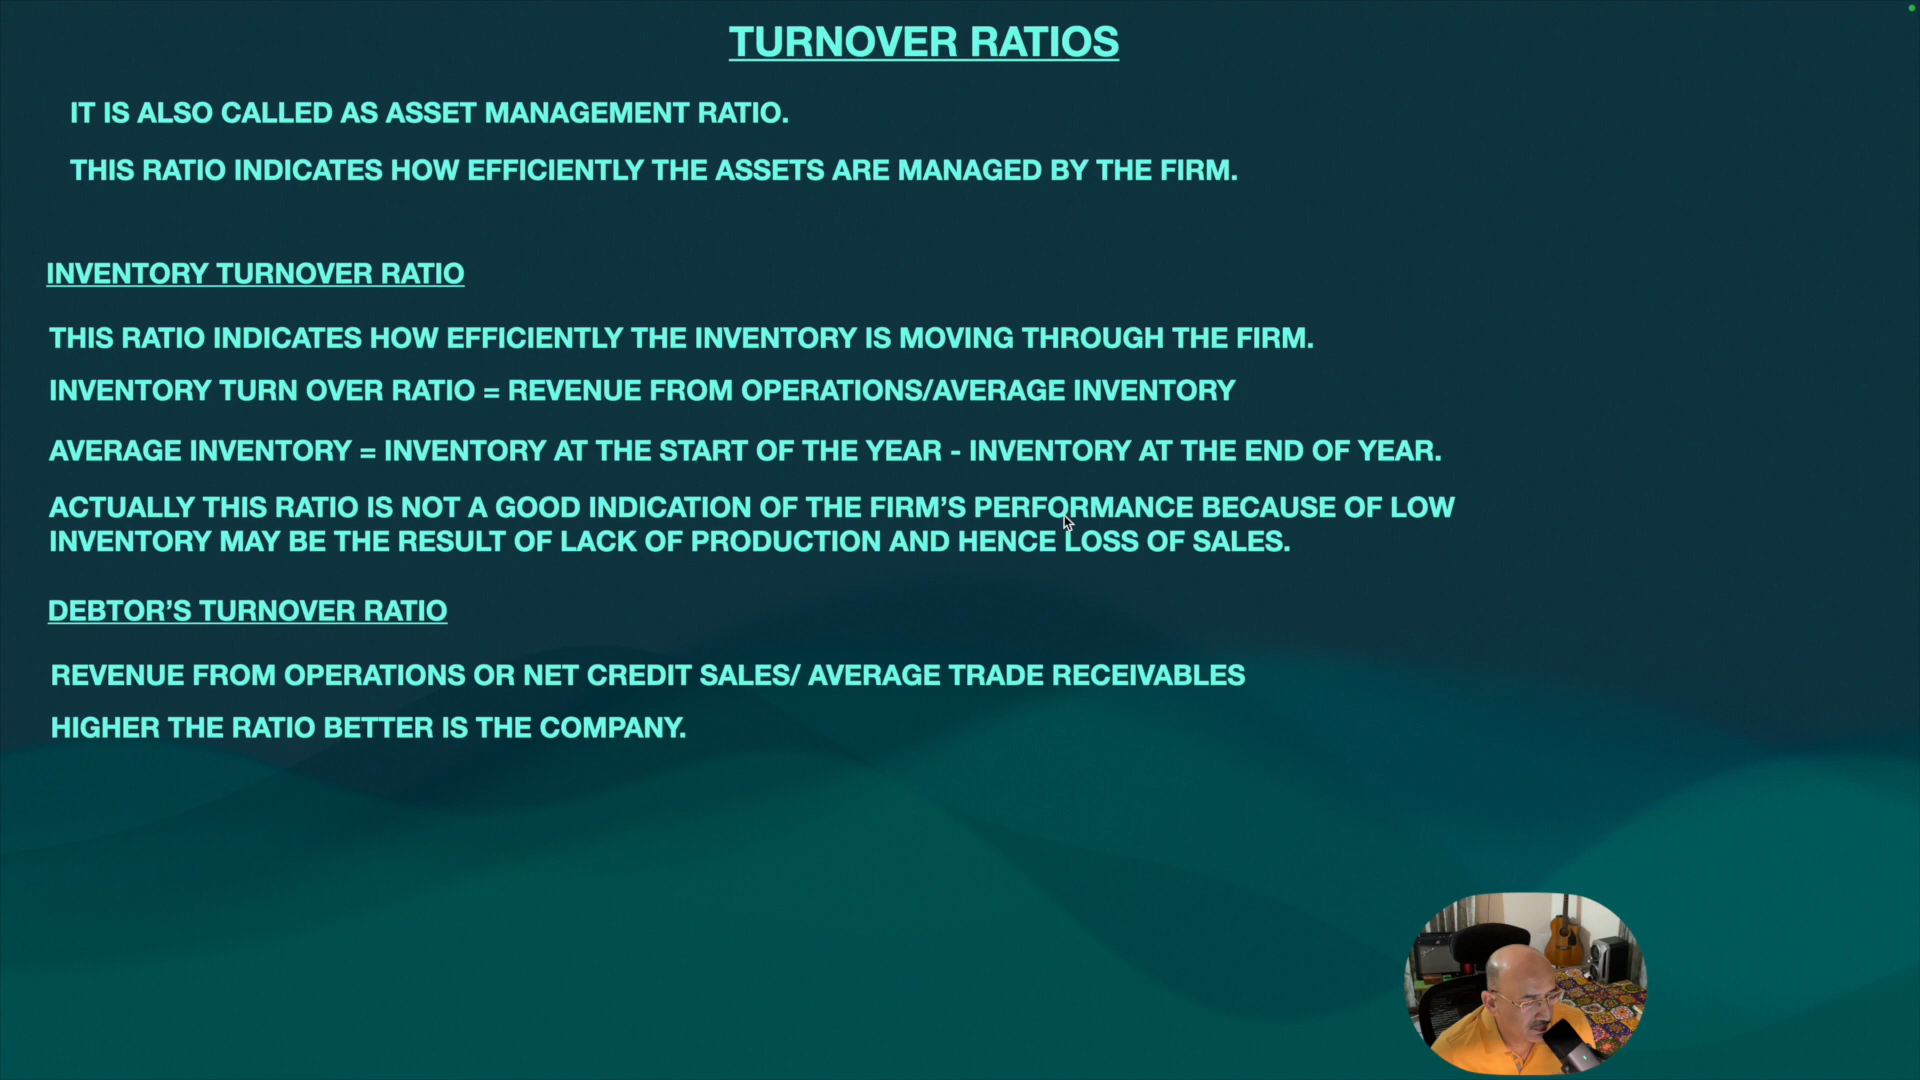 TURNOVER RATIOS
IT IS ALSO CALLED AS ASSET MANAGEMENT RATIO.
THIS RATIO INDICATES HOW EFFICIENTLY THE ASSETS ARE MANAGED BY THE FIRM.
INVENTORY TURNOVER RATIO
THIS RATIO INDICATES HOW EFFICIENTLY THE INVENTORY IS MOVING THROUGH THE FIRM.
INVENTORY TURN OVER RATIO = REVENUE FROM OPERATIONS/AVERAGE INVENTORY
AVERAGE INVENTORY = INVENTORY AT THE START OF THE YEAR - INVENTORY AT THE END OF YEAR.
ACTUALLY THIS RATIO IS NOT A GOOD INDICATION OF THE FIRM’S PERFORMANCE BECAUSE OF LOW
INVENTORY MAY BE THE RESULT OF LACK OF PRODUCTION AND HENCE LOSS OF SALES.
DEBTOR’S TURNOVER RATIO
REVENUE FROM OPERATIONS OR NET CREDIT SALES/ AVERAGE TRADE RECEIVABLES
HIGHER THE RATIO BETTER IS THE COMPANY.